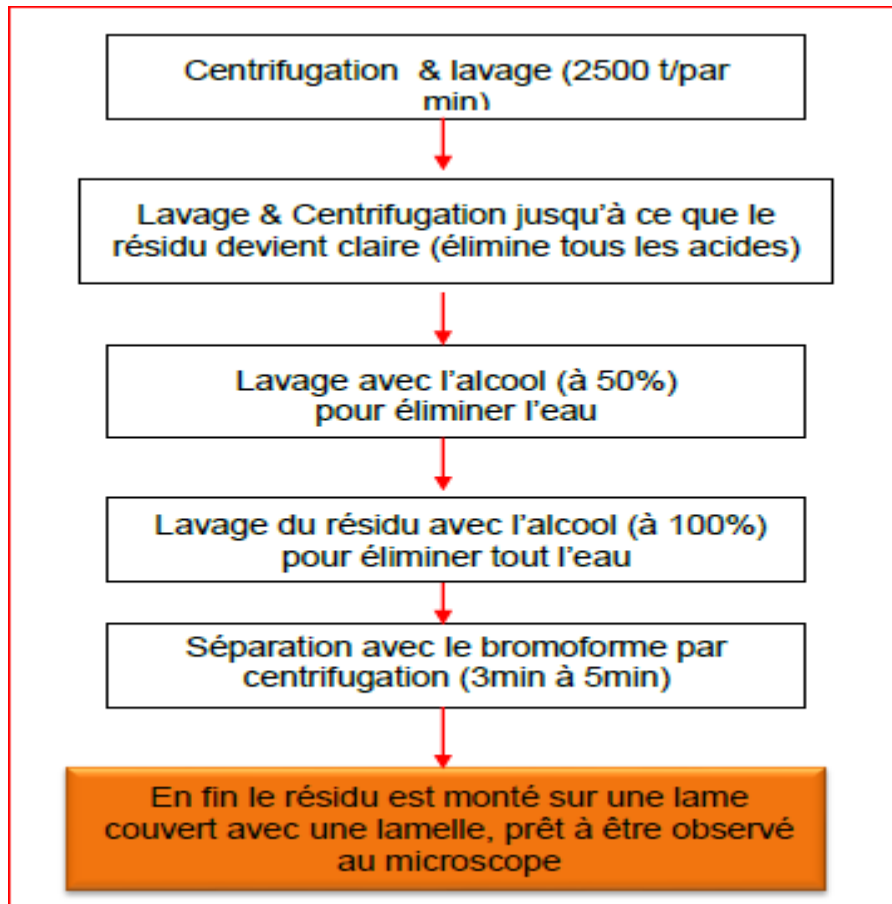 Centrifugation & lavage (2500 t/par
min)
Lavage & Centrifugation jusqu'à ce que le
résidu devient claire (élimine tous les acides)
Lavage avec l'alcool (à 50%)
pour éliminer l'eau
Lavage du résidu avec l'alcool (à 100%)
pour éliminer tout l'eau
Séparation avec le bromoforme par
centrifugation (3min à 5min)
En fin le résidu est monté sur une lame
couvert avec une lamelle, prêt à être observé
au microscope